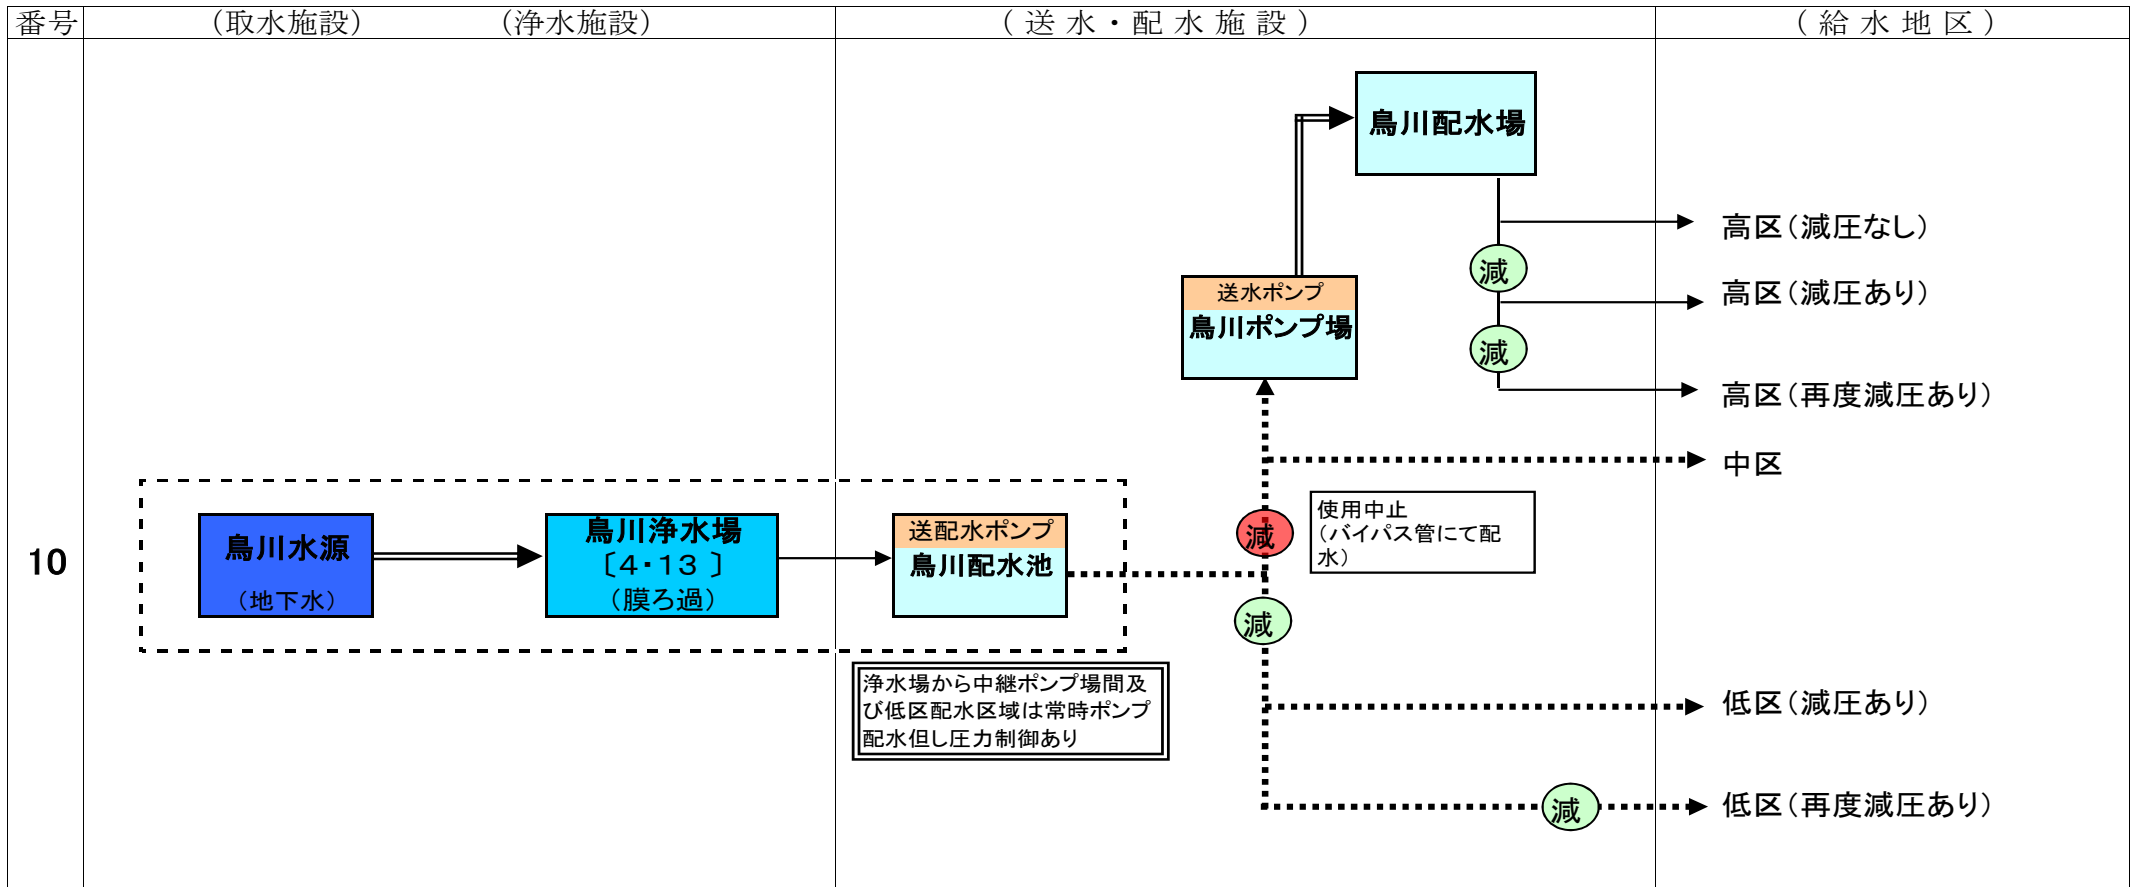 番号
（取水施設）
（浄水施設）
（送水・配水施設）
（給水地区）
鳥川配水場
高区（減圧なし）
減
送水ポンプ
高区（減圧あり）
鳥川ポンプ場
減
高区（再度減圧あり）
中区
10
鳥川水源
（地下水）
鳥川浄水場
〔４・１３ 〕
（膜ろ過）
送配水ポンプ
鳥川配水池
減
使用中止
（バイパス管にて配
水）
減
浄水場から中継ポンプ場間及
び低区配水区域は常時ポンプ
配水但し圧力制御あり
低区（減圧あり）
減
低区（再度減圧あり）